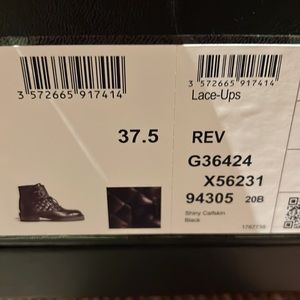 3 572665 917414
37.5
3 572665 917414
Lace-Ups
REV
G36424
X56231
94305 20B
Shiny Calfskin
Black